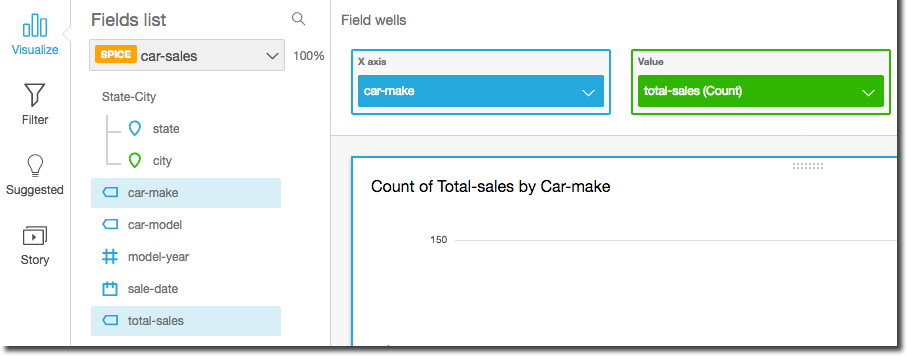 Visualize
Filter
Suggested
Story
Fields list
SPICE car-sales 100%
State-City
state
city
car-make
car-model
model-year
sale-date
total-sales
Field wells
X axis
car-make
Value
total-sales (Count)
Count of Total-sales by Car-make
150